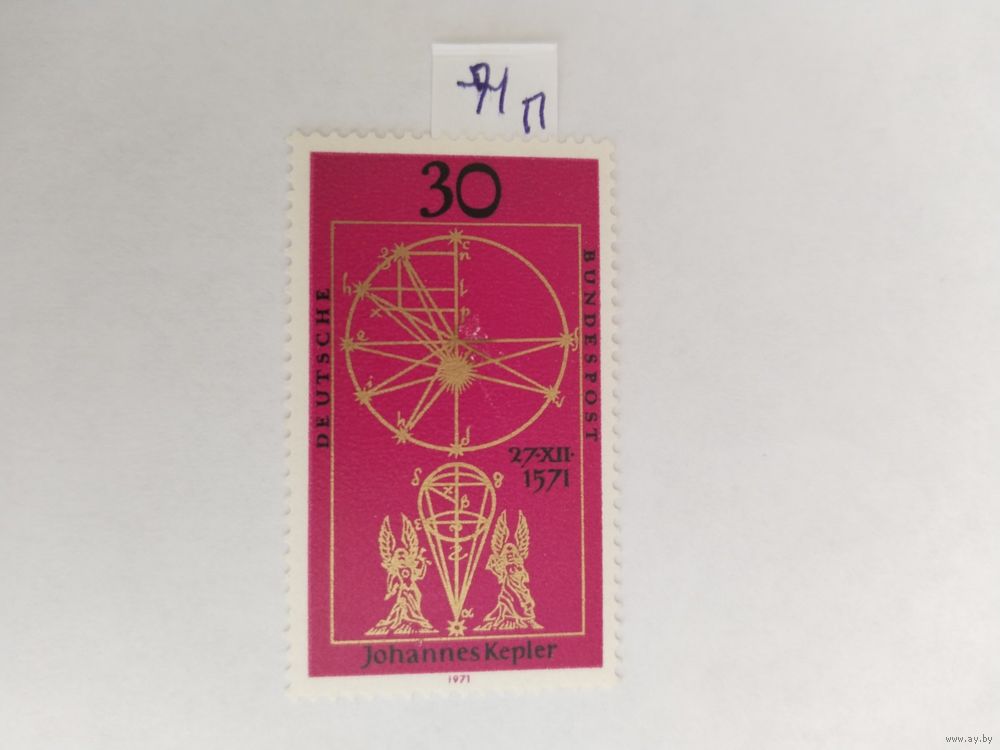 71 П
30
DEUTSCHE
BUNDESPOST
27·XII·
1571
Johannes Kepler
1971
www.ay.by